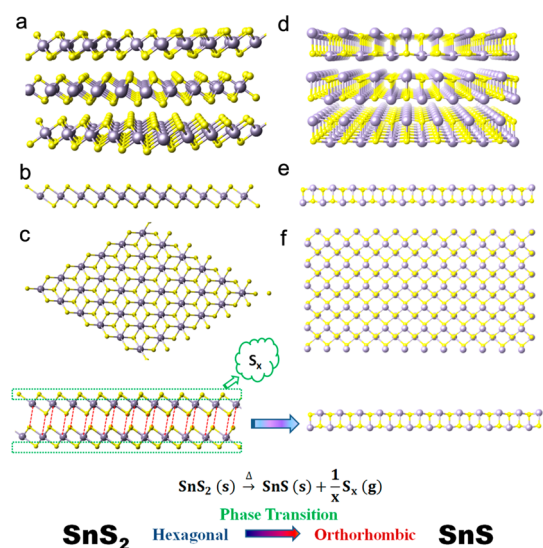 a
d
b
e
c
f
Sₓ
SnS₂ (s) →^Δ SnS (s) + 1/x Sₓ (g)
Phase Transition
SnS₂ Hexagonal Orthorhombic SnS